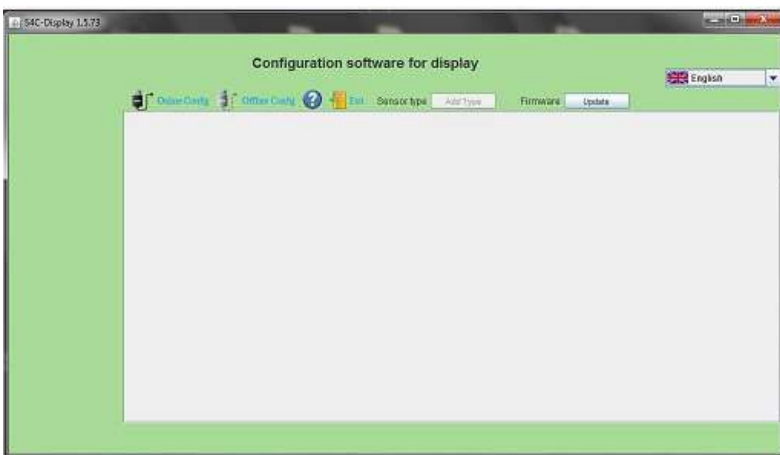 S4C-Display 1.5.73
Configuration software for display
English
Online Config Offline Config Exit Sensor type Add Type Firmware Update